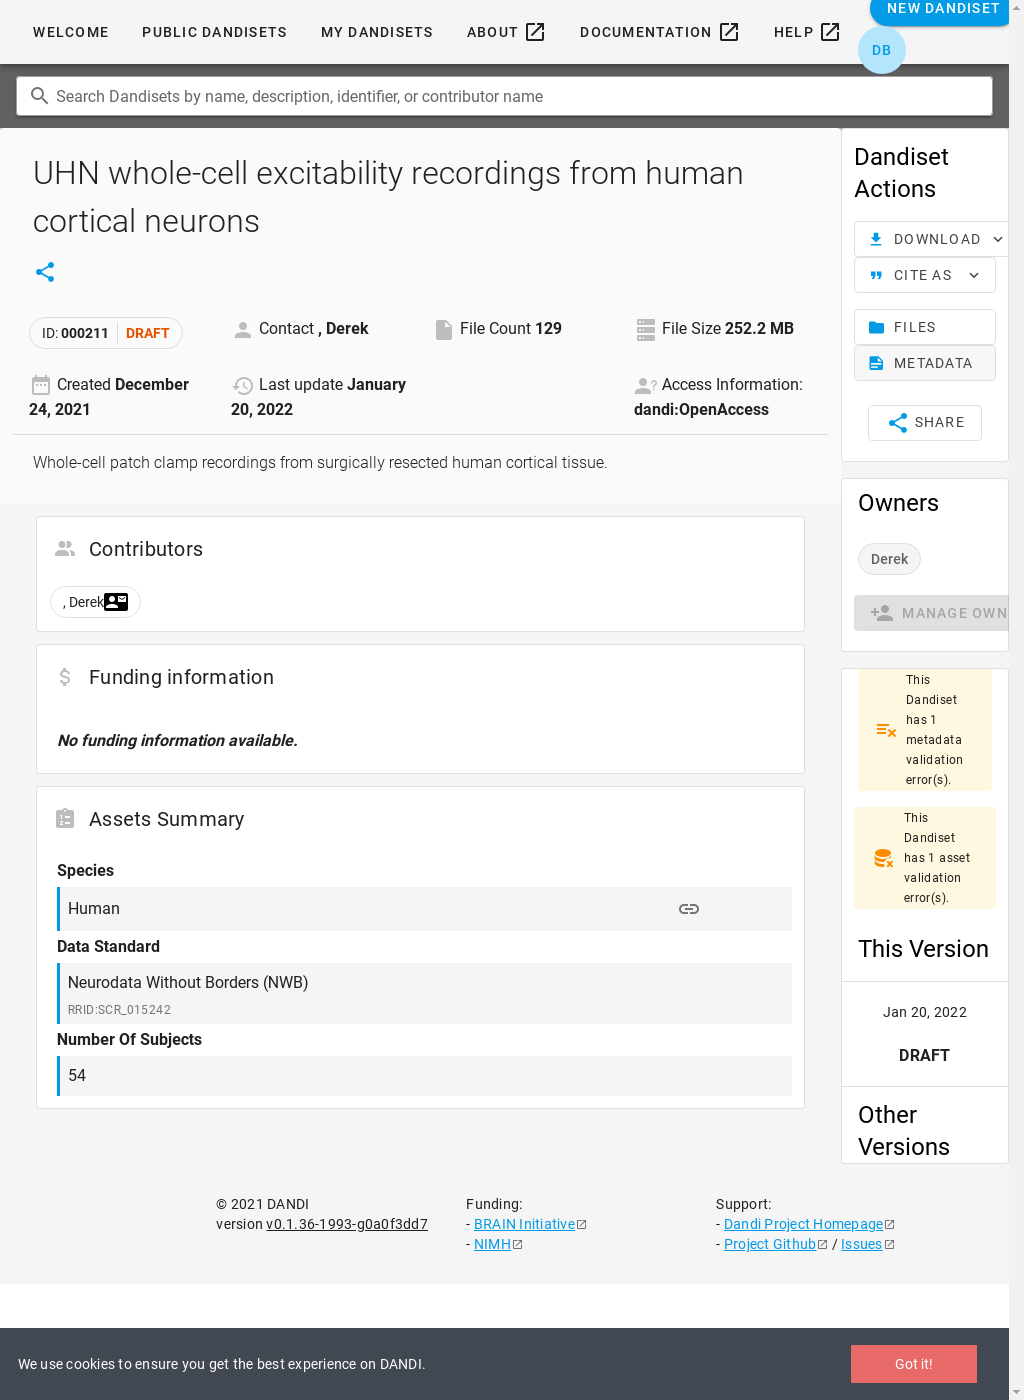 WELCOME PUBLIC DANDISETS MY DANDISETS ABOUT DOCUMENTATION HELP NEW DANDISET
DB
Search Dandisets by name, description, identifier, or contributor name
UHN whole-cell excitability recordings from human
cortical neurons
ID: 000211 DRAFT
Contact , Derek
File Count 129
File Size 252.2 MB
Created December
24, 2021
Last update January
20, 2022
Access Information:
dandi:OpenAccess
Whole-cell patch clamp recordings from surgically resected human cortical tissue.
Contributors
, Derek
Funding information
No funding information available.
Assets Summary
Species
Human
Data Standard
Neurodata Without Borders (NWB)
RRID:SCR_015242
Number Of Subjects
54
Dandiset
Actions
DOWNLOAD
CITE AS
FILES
METADATA
SHARE
Owners
Derek
MANAGE OWN
This
Dandiset
has 1
metadata
validation
error(s).
This
Dandiset
has 1 asset
validation
error(s).
This Version
Jan 20, 2022
DRAFT
Other
Versions
© 2021 DANDI
version v0.1.36-1993-g0a0f3dd7
Funding:
- BRAIN Initiative
- NIMH
Support:
- Dandi Project Homepage
- Project Github / Issues
We use cookies to ensure you get the best experience on DANDI.
Got it!